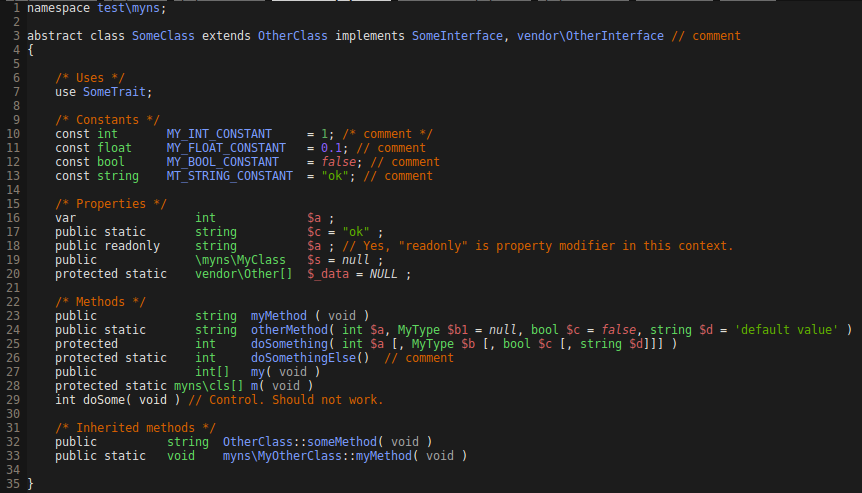 1 namespace test\myns;
2
3 abstract class SomeClass extends OtherClass implements SomeInterface, vendor\OtherInterface // comment
4 {
5
6     /* Uses */
7     use SomeTrait;
8
9     /* Constants */
10     const int       MY_INT_CONSTANT     = 1; /* comment */
11     const float     MY_FLOAT_CONSTANT   = 0.1; // comment
12     const bool      MY_BOOL_CONSTANT    = false; // comment
13     const string    MT_STRING_CONSTANT  = "ok"; // comment
14
15     /* Properties */
16     var                 int             $a ;
17     public static       string          $c = "ok" ;
18     public readonly     string          $a ; // Yes, "readonly" is property modifier in this context.
19     public              \myns\MyClass   $s = null ;
20     protected static    vendor\Other[]  $_data = NULL ;
21
22     /* Methods */
23     public              string  myMethod ( void )
24     public static       string  otherMethod( int $a, MyType $b1 = null, bool $c = false, string $d = 'default value' )
25     protected           int     doSomething( int $a [, MyType $b [, bool $c [, string $d]]] )
26     protected static    int     doSomethingElse()  // comment
27     public              int[]   my( void )
28     protected static myns\cls[] m( void )
29     int doSome( void ) // Control. Should not work.
30
31     /* Inherited methods */
32     public          string  OtherClass::someMethod( void )
33     public static   void    myns\MyOtherClass::myMethod( void )
34
35 }